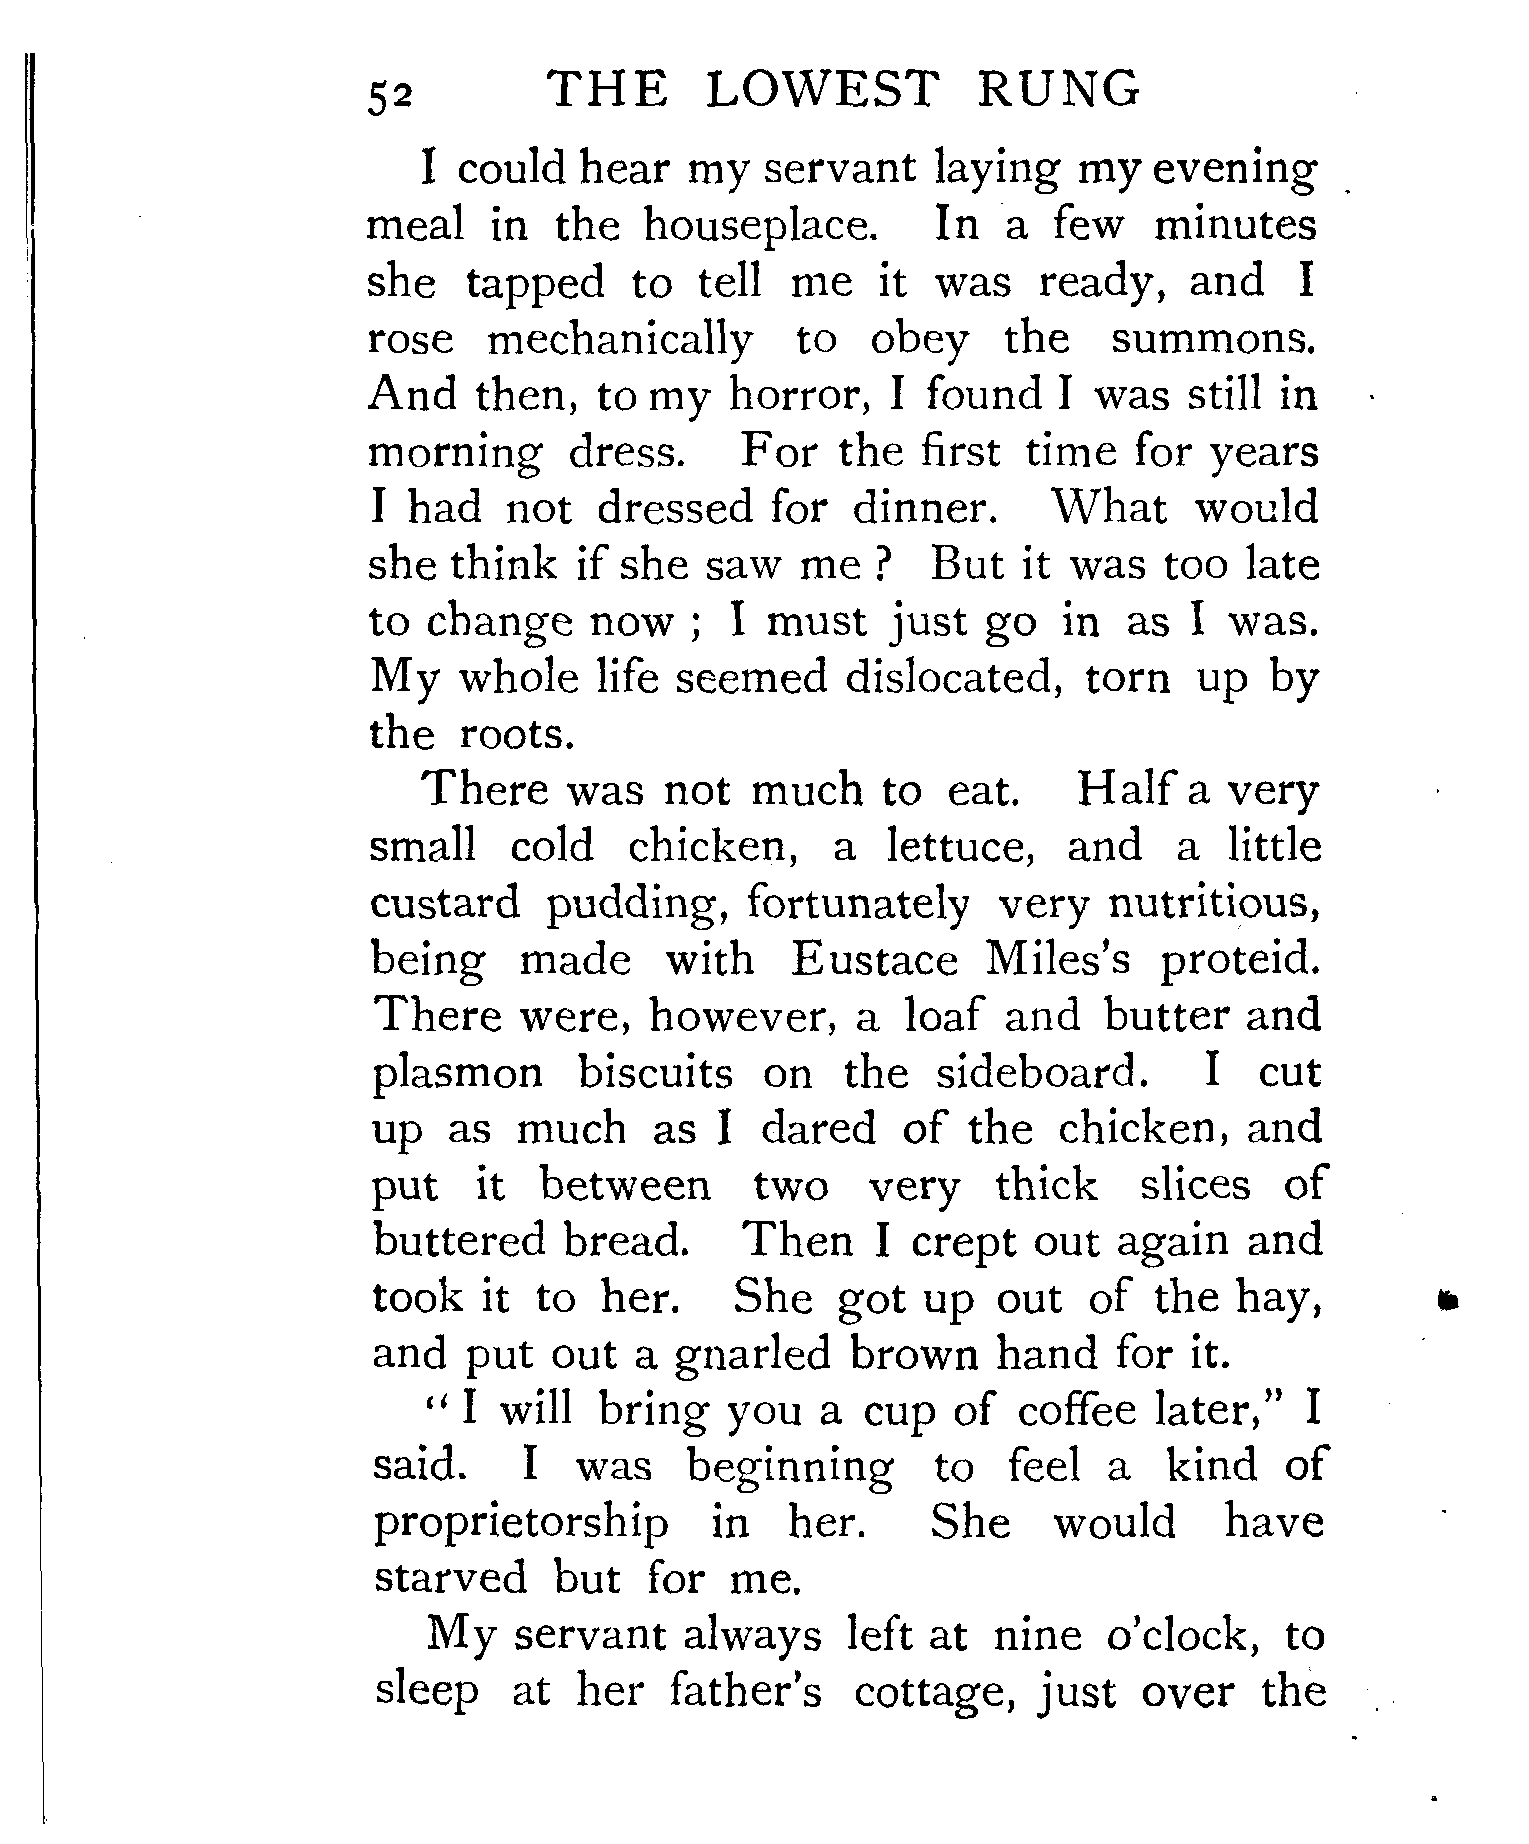 52 THE LOWEST RUNG
I could hear my servant laying my evening
meal in the houseplace. In a few minutes
she tapped to tell me it was ready, and I
rose mechanically to obey the summons.
And then, to my horror, I found I was still in
morning dress. For the first time for years
I had not dressed for dinner. What would
she think if she saw me ? But it was too late
to change now ; I must just go in as I was.
My whole life seemed dislocated, torn up by
the roots.
There was not much to eat. Half a very
small cold chicken, a lettuce, and a little
custard pudding, fortunately very nutritious,
being made with Eustace Miles's proteid.
There were, however, a loaf and butter and
plasmon biscuits on the sideboard. I cut
up as much as I dared of the chicken, and
put it between two very thick slices of
buttered bread. Then I crept out again and
took it to her. She got up out of the hay,
and put out a gnarled brown hand for it.
“ I will bring you a cup of coffee later,” I
said. I was beginning to feel a kind of
proprietorship in her. She would have
starved but for me.
My servant always left at nine o'clock, to
sleep at her father's cottage, just over the